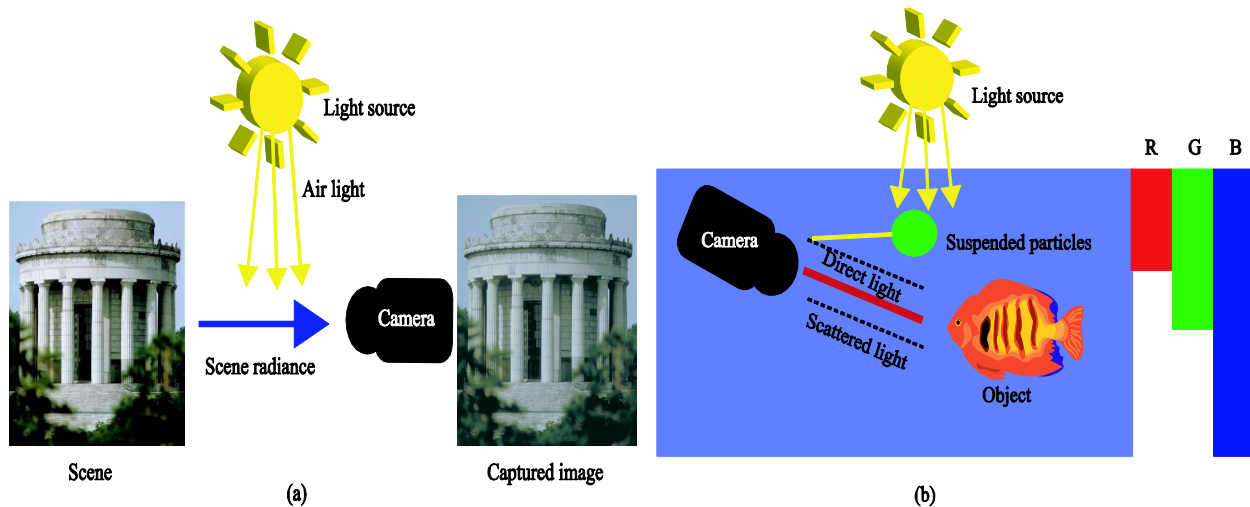 Light source
Air light
Camera
Scene radiance
Scene
Captured image
(a)
Light source
R G B
Camera
Suspended particles
Direct light
Scattered light
Object
(b)